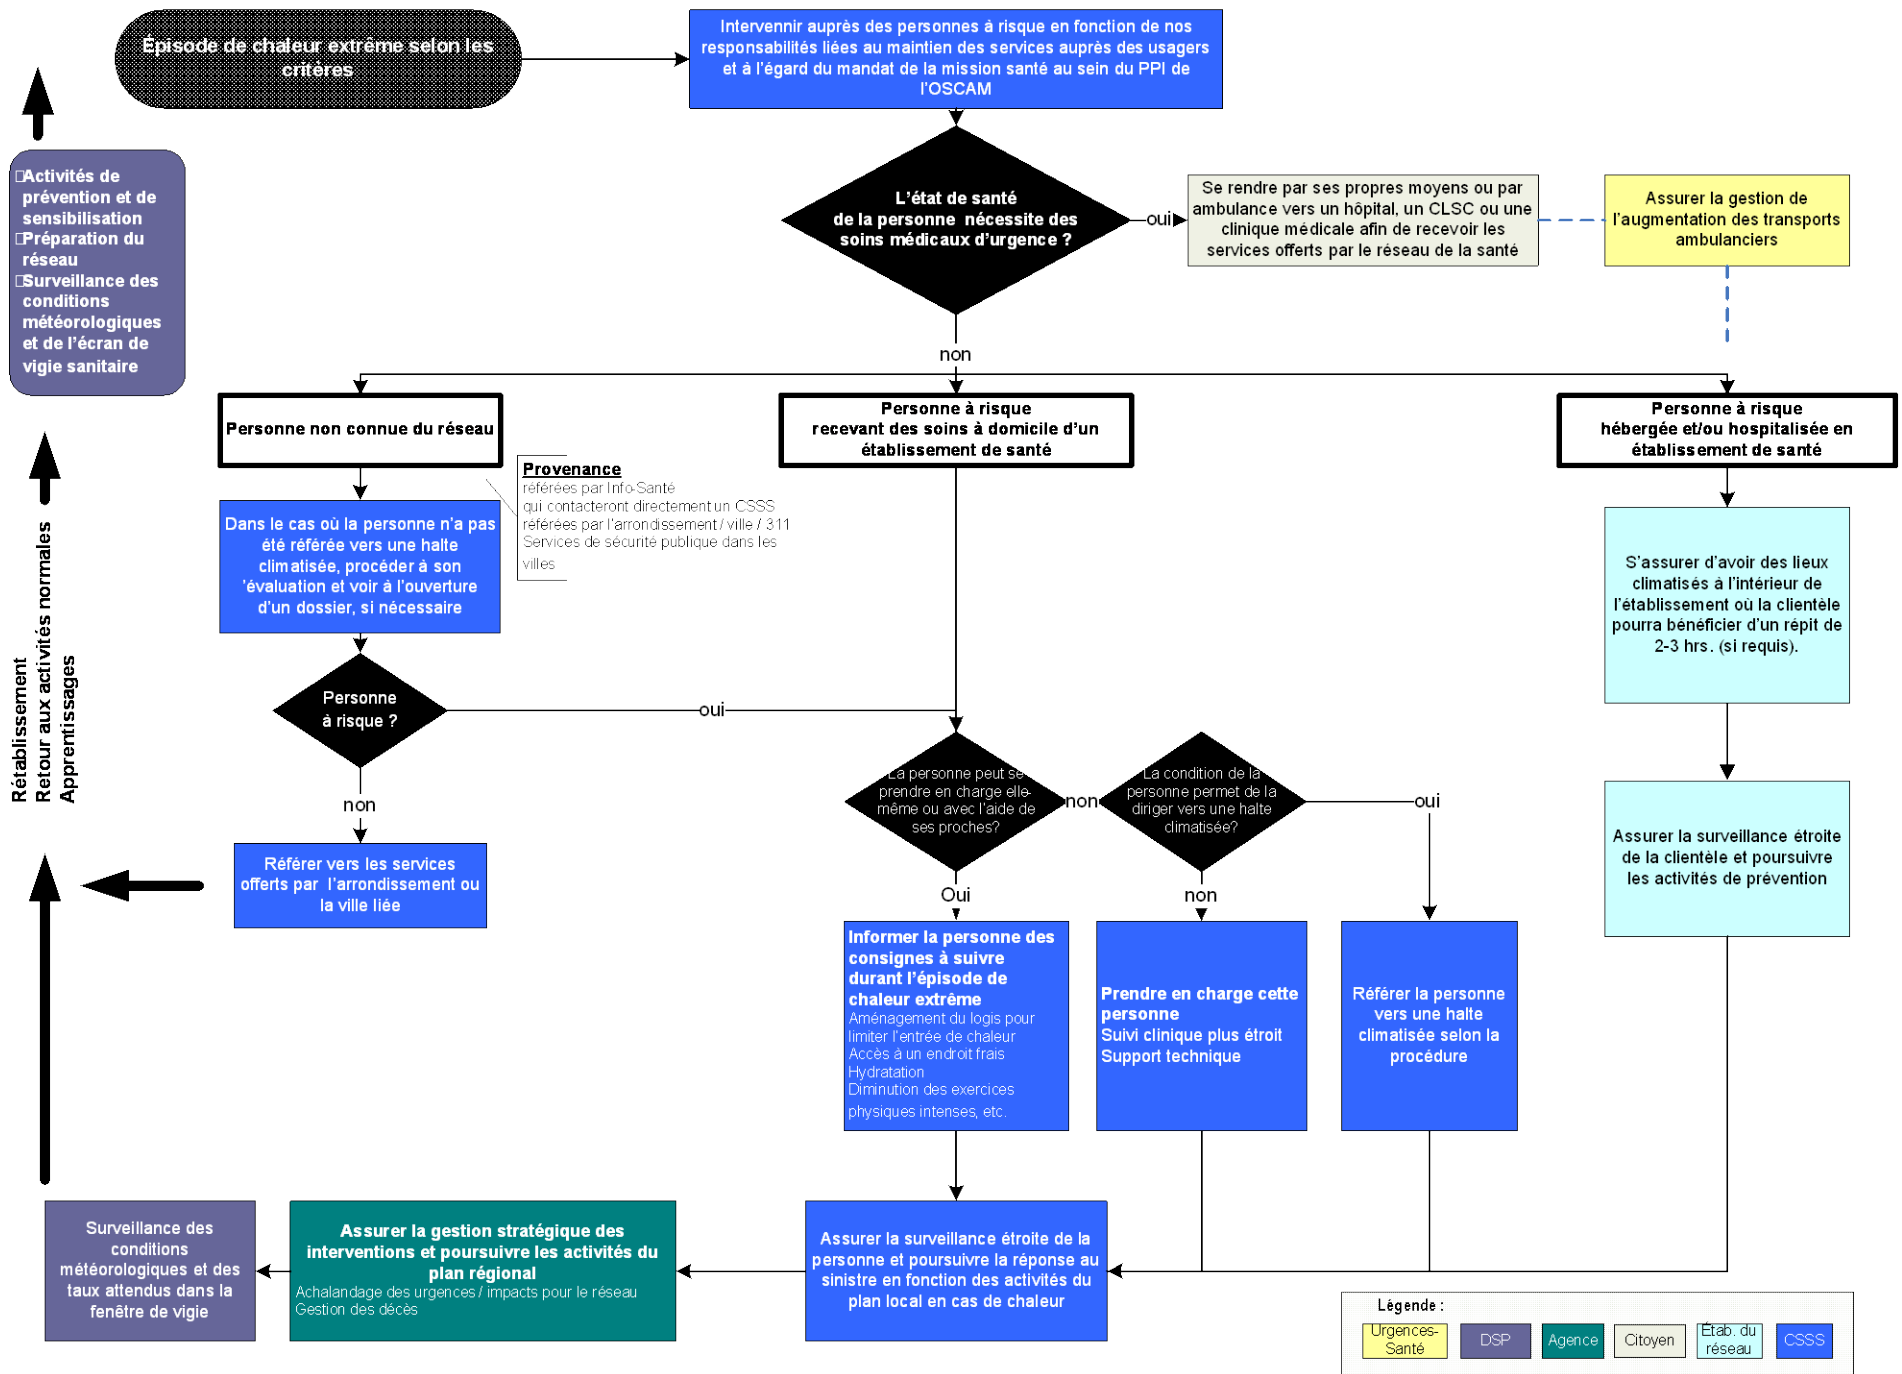 Épisode de chaleur extrême selon les
critères
Intervennir auprès des personnes à risque en fonction de nos
responsabilités liées au maintien des services auprès des usagers
et à l'égard du mandat de la mission santé au sein du PPI de
l'OSCAM
Activités de
prévention et de
sensibilisation
Préparation du
réseau
Surveillance des
conditions
météorologiques
et de l'écran de
vigie sanitaire
L'état de santé
de la personne nécessite des
soins médicaux d'urgence ?
oui
Se rendre par ses propres moyens ou par
ambulance vers un hôpital, un CLSC ou une
clinique médicale afin de recevoir les
services offerts par le réseau de la santé
Assurer la gestion de
l'augmentation des transports
ambulanciers
non
Personne non connue du réseau
Personne à risque
recevant des soins à domicile d'un
établissement de santé
Personne à risque
hébergée et/ou hospitalisée en
établissement de santé
Provenance
référées par Info-Santé
qui contacteront directement un CSSS
référées par l'arrondissement / ville / 311
Services de sécurité publique dans les
villes
Dans le cas où la personne n'a pas
été référée vers une halte
climatisée, procéder à son
'évaluation et voir à l'ouverture
d'un dossier, si nécessaire
S'assurer d'avoir des lieux
climatisés à l'intérieur de
l'établissement où la clientèle
pourra bénéficier d'un répit de
2-3 hrs. (si requis).
Rétablissement
Retour aux activités normales
Apprentissages
Personne
à risque ?
oui
non
La personne peut se
prendre en charge elle-
même ou avec l'aide de
ses proches?
non
La condition de la
personne permet de la
diriger vers une halte
climatisée?
oui
Assurer la surveillance étroite
de la clientèle et poursuivre
les activités de prévention
Référer vers les services
offerts par l'arrondissement ou
la ville liée
Oui
non
Informer la personne des
consignes à suivre
durant l'épisode de
chaleur extrême
Aménagement du logis pour
limiter l'entrée de chaleur
Accès à un endroit frais
Hydratation
Diminution des exercices
physiques intenses, etc.
Prendre en charge cette
personne
Suivi clinique plus étroit
Support technique
Référer la personne
vers une halte
climatisée selon la
procédure
Surveillance des
conditions
météorologiques et des
taux attendus dans la
fenêtre de vigie
Assurer la gestion stratégique des
interventions et poursuivre les activités du
plan régional
Achalandage des urgences / impacts pour le réseau
Gestion des décès
Assurer la surveillance étroite de la
personne et poursuivre la réponse au
sinistre en fonction des activités du
plan local en cas de chaleur
Légende :
Urgences-
Santé
DSP
Agence
Citoyen
Étab. du
réseau
CSSS